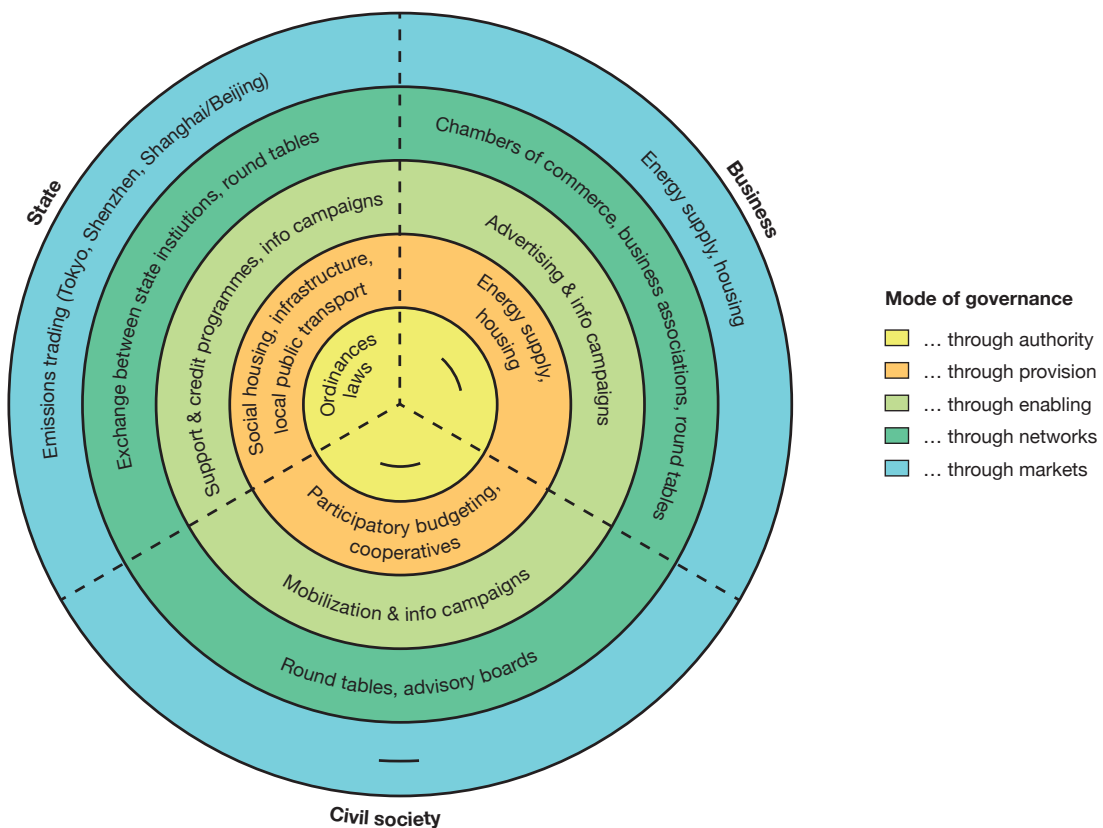 State
Business
Civil society
Emissions trading (Tokyo, Shenzhen, Shanghai/Beijing)
Exchange between state instiutions, round tables
Support & credit programmes, info campaigns
Social housing, infrastructure,
local public transport
Ordinances
laws
Energy supply, housing
Chambers of commerce, business associations, round tables
Advertising & info campaigns
Energy supply,
housing
Participatory budgeting,
cooperatives
Mobilization & info campaigns
Round tables, advisory boards
Mode of governance
… through authority
… through provision
… through enabling
… through networks
… through markets